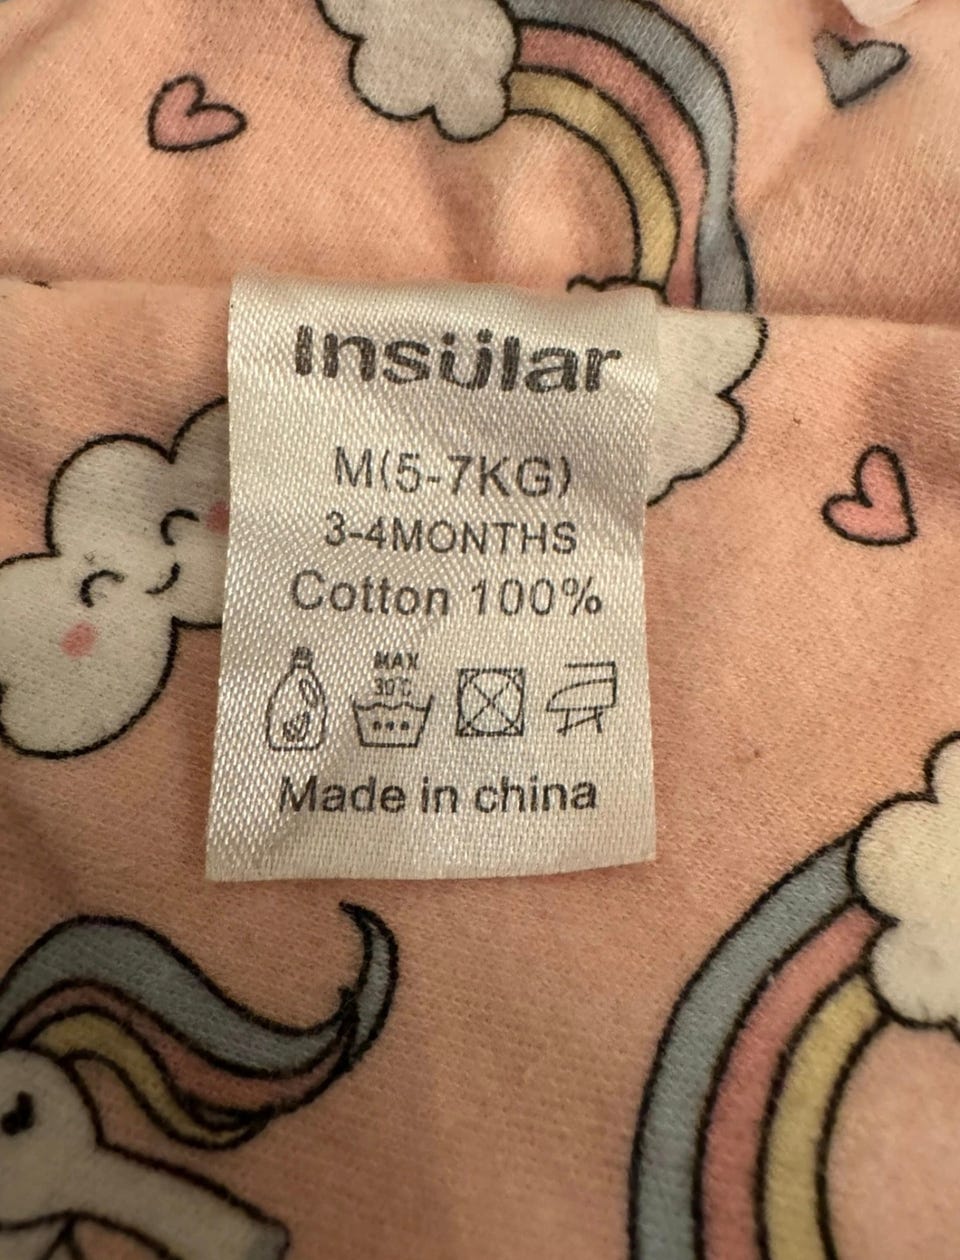 Insülar
M(5-7KG)
3-4MONTHS
Cotton 100%
MAX
30°C
Made in china